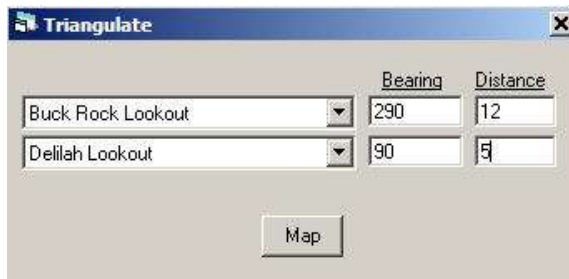 Triangulate
Bearing Distance
Buck Rock Lookout 290 12
Delilah Lookout 90 5
Map